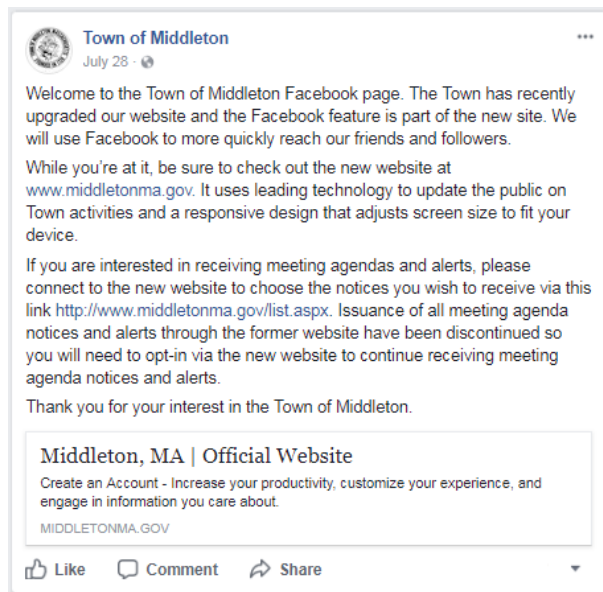 Town of Middleton
July 28 ·
Welcome to the Town of Middleton Facebook page. The Town has recently
upgraded our website and the Facebook feature is part of the new site. We
will use Facebook to more quickly reach our friends and followers.
While you're at it, be sure to check out the new website at
www.middletonma.gov. It uses leading technology to update the public on
Town activities and a responsive design that adjusts screen size to fit your
device.
If you are interested in receiving meeting agendas and alerts, please
connect to the new website to choose the notices you wish to receive via this
link http://www.middletonma.gov/list.aspx. Issuance of all meeting agenda
notices and alerts through the former website have been discontinued so
you will need to opt-in via the new website to continue receiving meeting
agenda notices and alerts.
Thank you for your interest in the Town of Middleton.
Middleton, MA | Official Website
Create an Account - Increase your productivity, customize your experience, and
engage in information you care about.
MIDDLETONMA.GOV
Like Comment Share